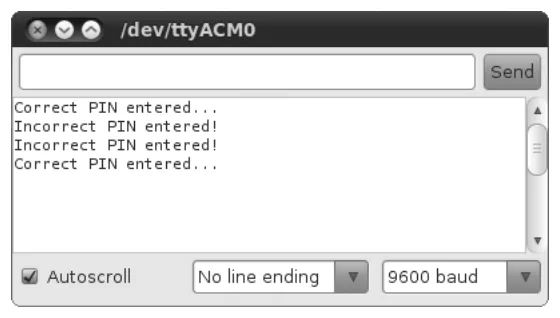 /dev/ttyACM0
Send
Correct PIN entered...
Incorrect PIN entered!
Incorrect PIN entered!
Correct PIN entered...
Autoscroll No line ending 9600 baud